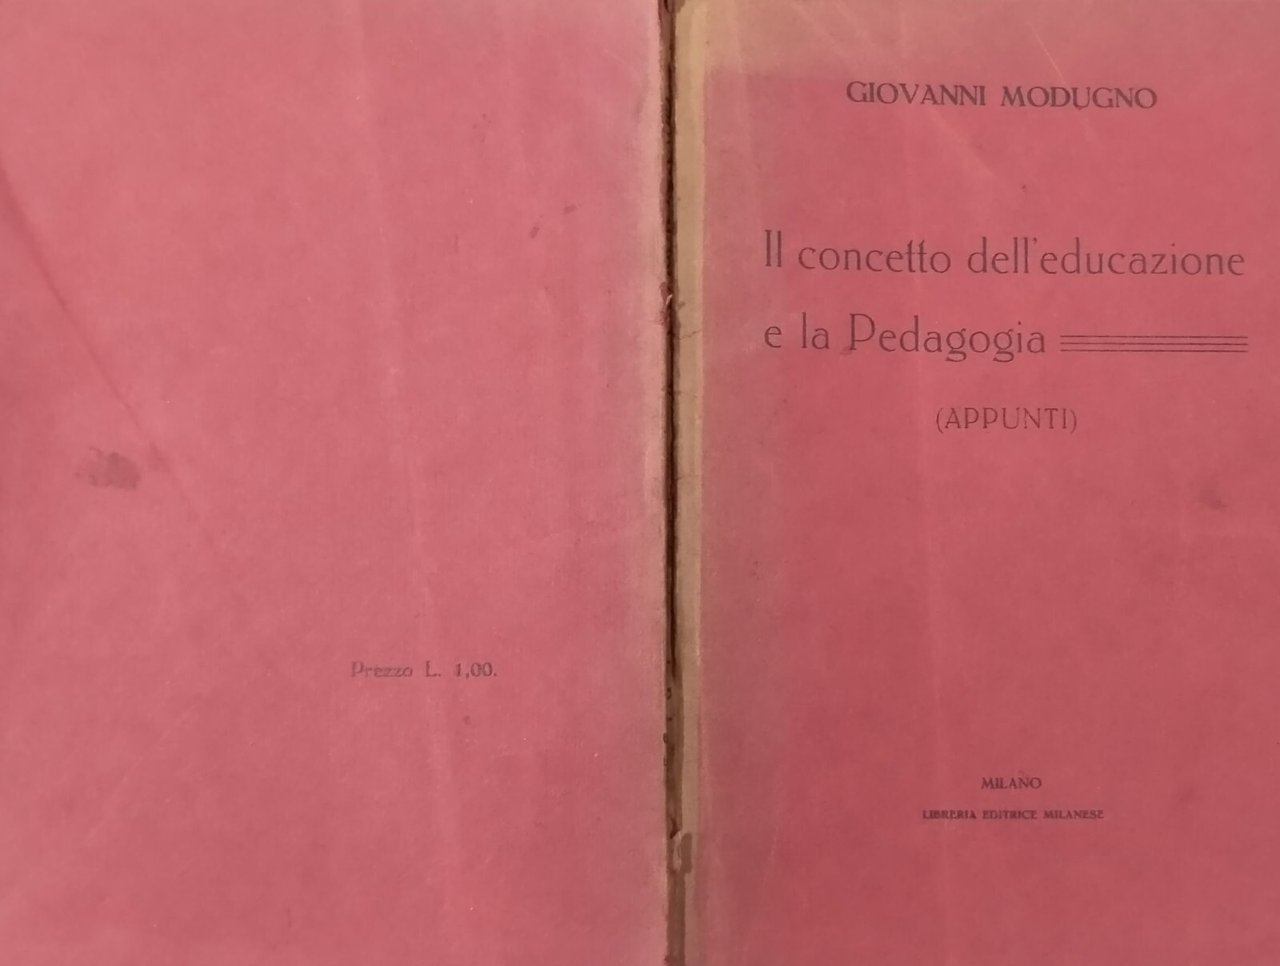 Prezzo L. 1,00.
GIOVANNI MODUGNO
Il concetto dell'educazione
e la Pedagogia
(APPUNTI)
MILANO
LIBRERIA EDITRICE MILANESE